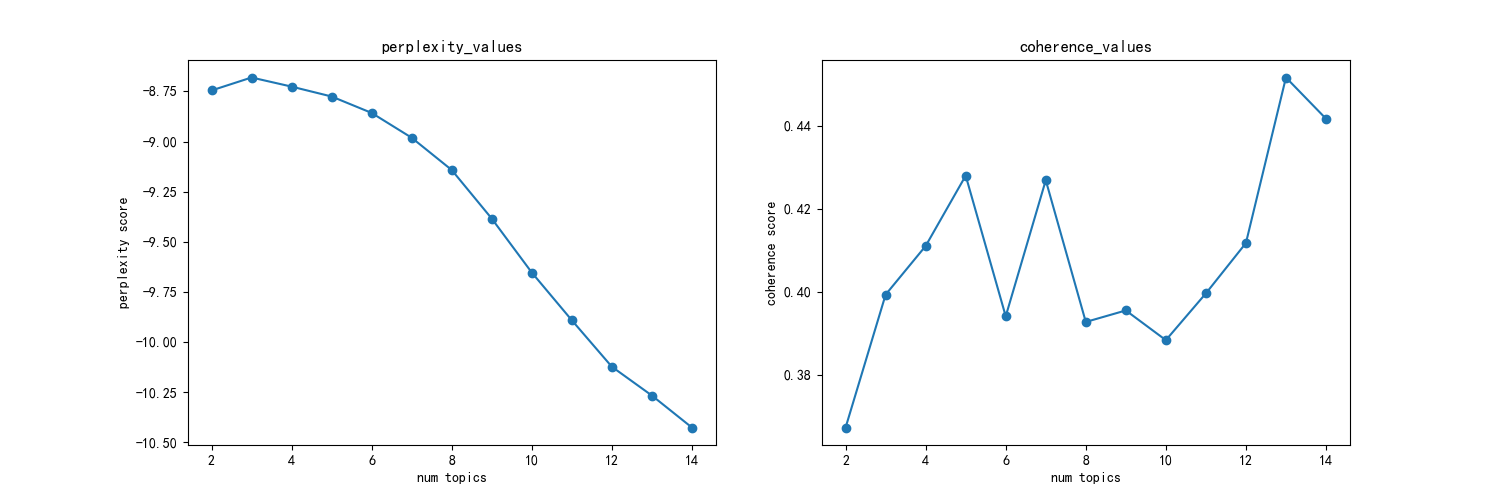 perplexity_values
perplexity score
-8.75
-9.00
-9.25
-9.50
-9.75
-10.00
-10.25
-10.50
2 4 6 8 10 12 14
num topics
coherence_values
coherence score
0.44
0.42
0.40
0.38
2 4 6 8 10 12 14
num topics